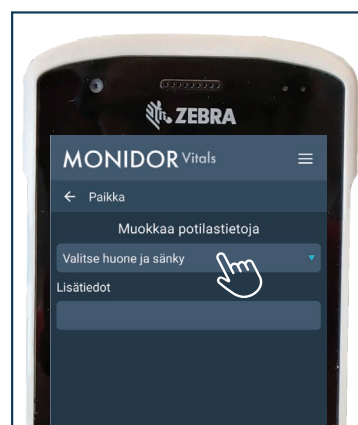 ZEBRA
MONIDOR Vitals
Paikka
Muokkaa potilastietoja
Valitse huone ja sänky
Lisätiedot